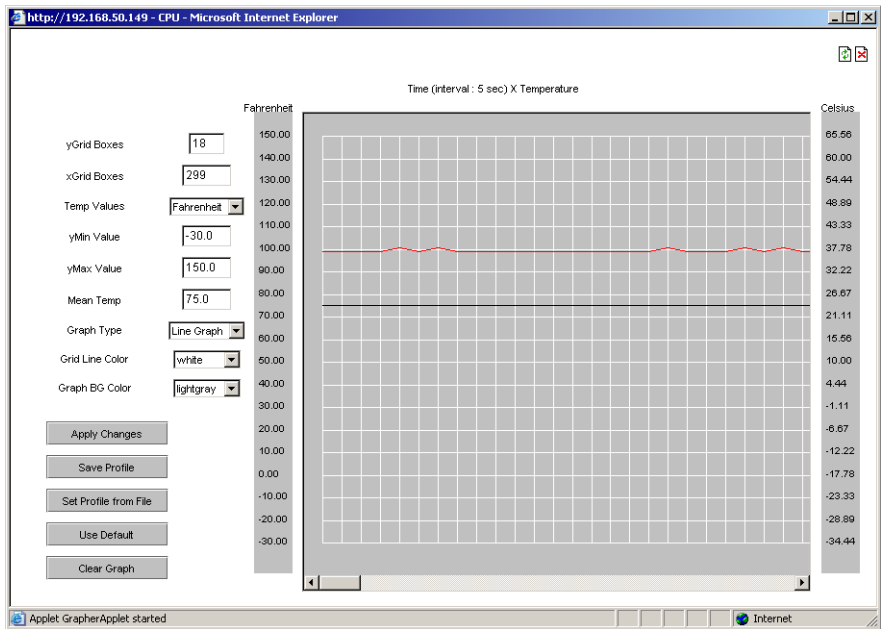 http://192.168.50.149 - CPU - Microsoft Internet Explorer
Time (interval : 5 sec) X Temperature
Fahrenheit
Celsius
yGrid Boxes 18
xGrid Boxes 299
Temp Values Fahrenheit
yMin Value -30.0
yMax Value 150.0
Mean Temp 75.0
Graph Type Line Graph
Grid Line Color white
Graph BG Color lightgray
Apply Changes
Save Profile
Set Profile from File
Use Default
Clear Graph
150.00
140.00
130.00
120.00
110.00
100.00
90.00
80.00
70.00
60.00
50.00
40.00
30.00
20.00
10.00
0.00
-10.00
-20.00
-30.00
65.56
60.00
54.44
48.89
43.33
37.78
32.22
26.67
21.11
15.56
10.00
4.44
-1.11
-6.67
-12.22
-17.78
-23.33
-28.89
-34.44
Applet GrapherApplet started
Internet